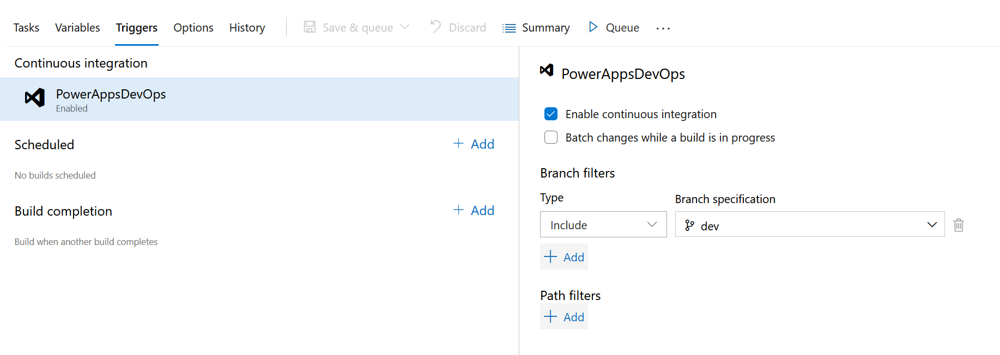 Tasks Variables Triggers Options History Save & queue Discard Summary Queue ...
Continuous integration
PowerAppsDevOps
Enabled
Scheduled
+ Add
No builds scheduled
Build completion
+ Add
Build when another build completes
PowerAppsDevOps
Enable continuous integration
Batch changes while a build is in progress
Branch filters
Type Branch specification
Include dev
+ Add
Path filters
+ Add